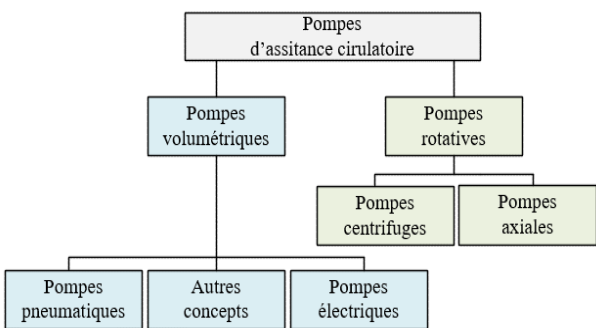 Pompes
d'assitance cirulatoire
Pompes
volumétriques
Pompes
rotatives
Pompes
centrifuges
Pompes
axiales
Pompes
pneumatiques
Autres
concepts
Pompes
électriques